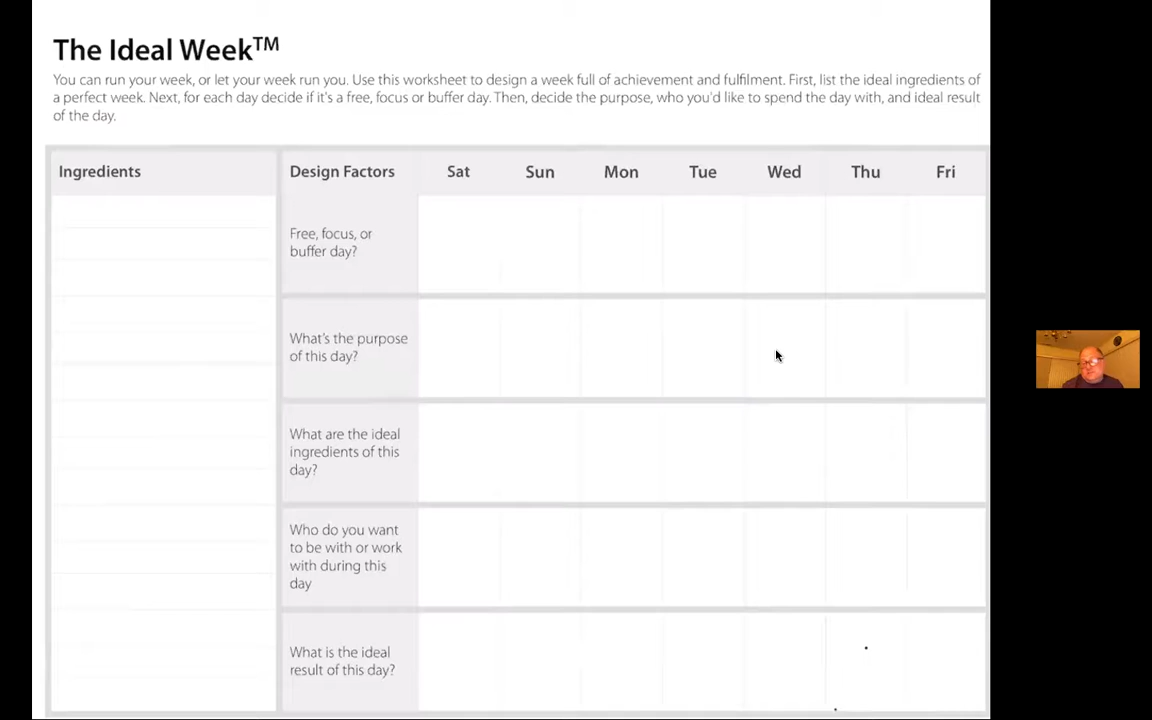 The Ideal Week™
You can run your week, or let your week run you. Use this worksheet to design a week full of achievement and fulfilment. First, list the ideal ingredients of
a perfect week. Next, for each day decide if it's a free, focus or buffer day. Then, decide the purpose, who you'd like to spend the day with, and ideal result
of the day.
Ingredients
Design Factors Sat Sun Mon Tue Wed Thu Fri
Free, focus, or
buffer day?
What's the purpose
of this day?
What are the ideal
ingredients of this
day?
Who do you want
to be with or work
with during this
day
What is the ideal
result of this day?